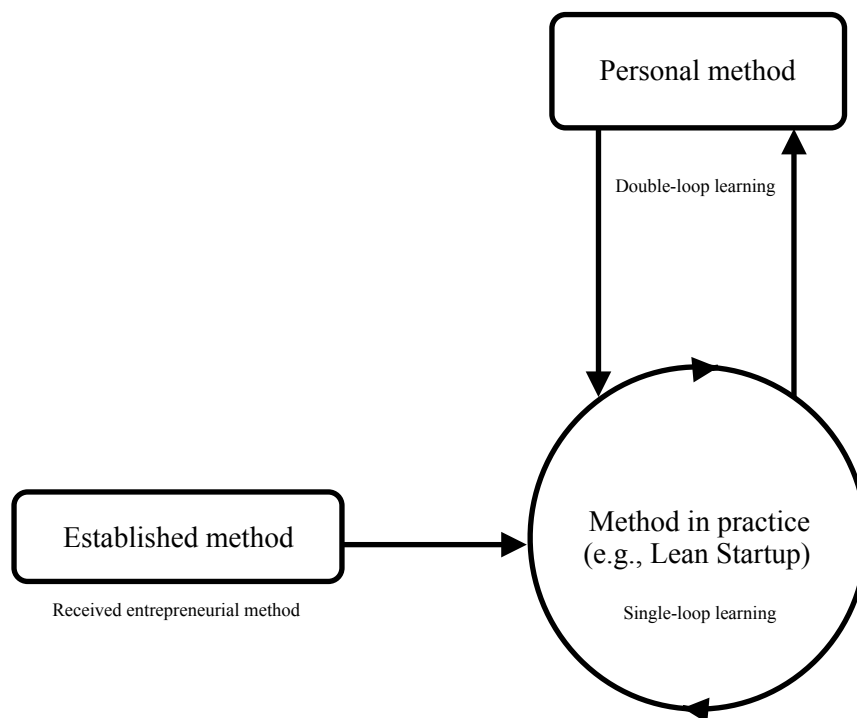 Personal method
Double-loop learning
Established method
Received entrepreneurial method
Method in practice
(e.g., Lean Startup)
Single-loop learning